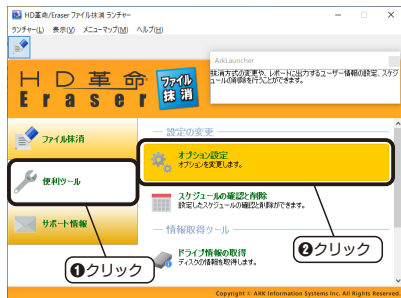 HD革命/Eraser ファイル抹消 ランチャー
ランチャー(L) 表示(V) メニューマップ(M) ヘルプ(H)
ArkLauncher
抹消方式の変更や、レポートに出力するユーザー情報の設定、スケジ
ュールの削除を行うことができます。
HD革命
Eraser
ファイル
抹消
ファイル抹消
便利ツール
サポート情報
設定の変更
オプション設定
オプションを変更します。
スケジュールの確認と削除
設定したスケジュールの確認と削除ができます。
情報取得ツール
ドライブ情報の取得
ディスクの情報を取得します。
❶クリック
❷クリック
Copyright © ARK Information Systems Inc. All Rights Reserved.